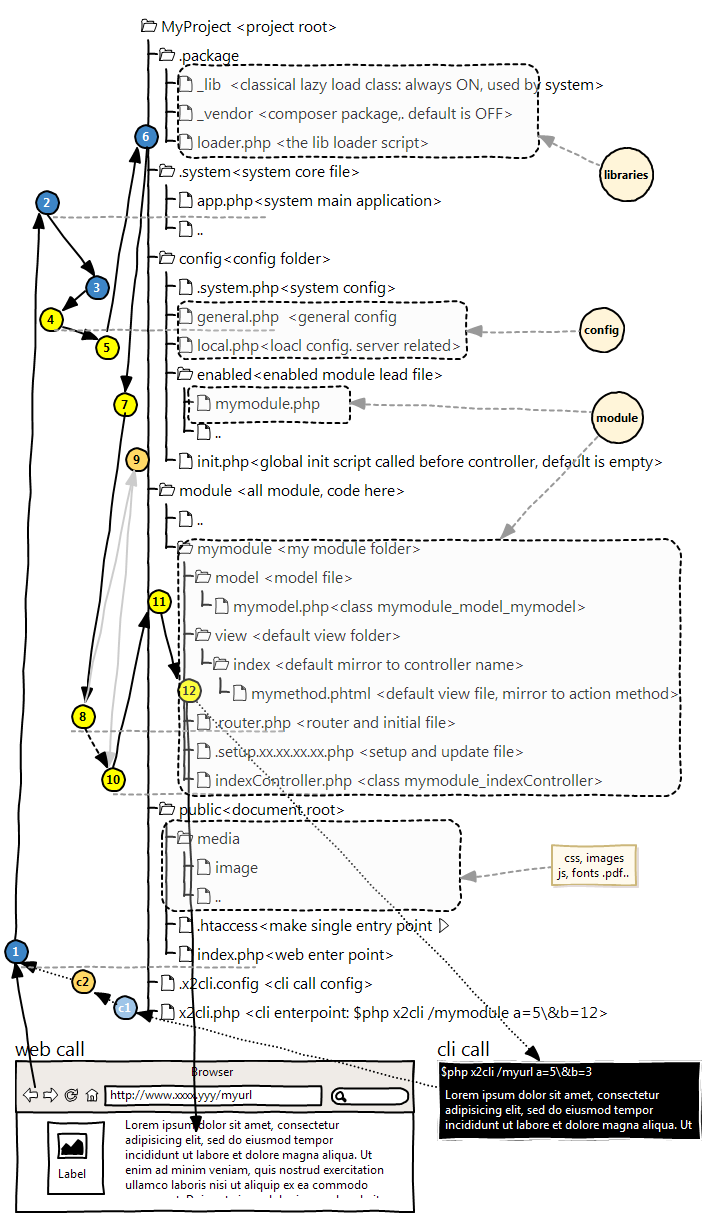 MyProject <project root>
.package
_lib <classical lazy load class: always ON, used by system>
_vendor <composer package,. default is OFF>
6
loader.php <the lib loader script>
libraries
.system<system core file>
2
app.php<system main application>
..
config<config folder>
3
.system.php<system config>
4
general.php <general config
config
5
local.php<loacl config. server related>
enabled<enabled module lead file>
7
mymodule.php
module
..
9
init.php<global init script called before controller, default is empty>
module <all module, code here>
..
mymodule <my module folder>
model <model file>
11
mymodel.php<class mymodule_model_mymodel>
view <default view folder>
index <default mirror to controller name>
12
mymethod.phtml <default view file, mirror to action method>
8
.router.php <router and initial file>
.setup.xx.xx.xx.xx.php <setup and update file>
10
indexController.php <class mymodule_indexController>
public<document root>
media
css, images
js, fonts .pdf..
image
..
.htaccess<make single entry point
1
index.php<web enter point>
c2
.x2cli.config <cli call config>
c1
x2cli.php <cli enterpoint: $php x2cli /mymodule a=5\&b=12>
web call
cli call
Browser
http://www.xxxx.yyy/myurl
$php x2cli /myurl a=5\&b=3
Lorem ipsum dolor sit amet, consectetur
adipisicing elit, sed do eiusmod tempor
incididunt ut labore et dolore magna aliqua. Ut
Label
Lorem ipsum dolor sit amet, consectetur
adipisicing elit, sed do eiusmod tempor
incididunt ut labore et dolore magna aliqua. Ut
enim ad minim veniam, quis nostrud exercitation
ullamco laboris nisi ut aliquip ex ea commodo